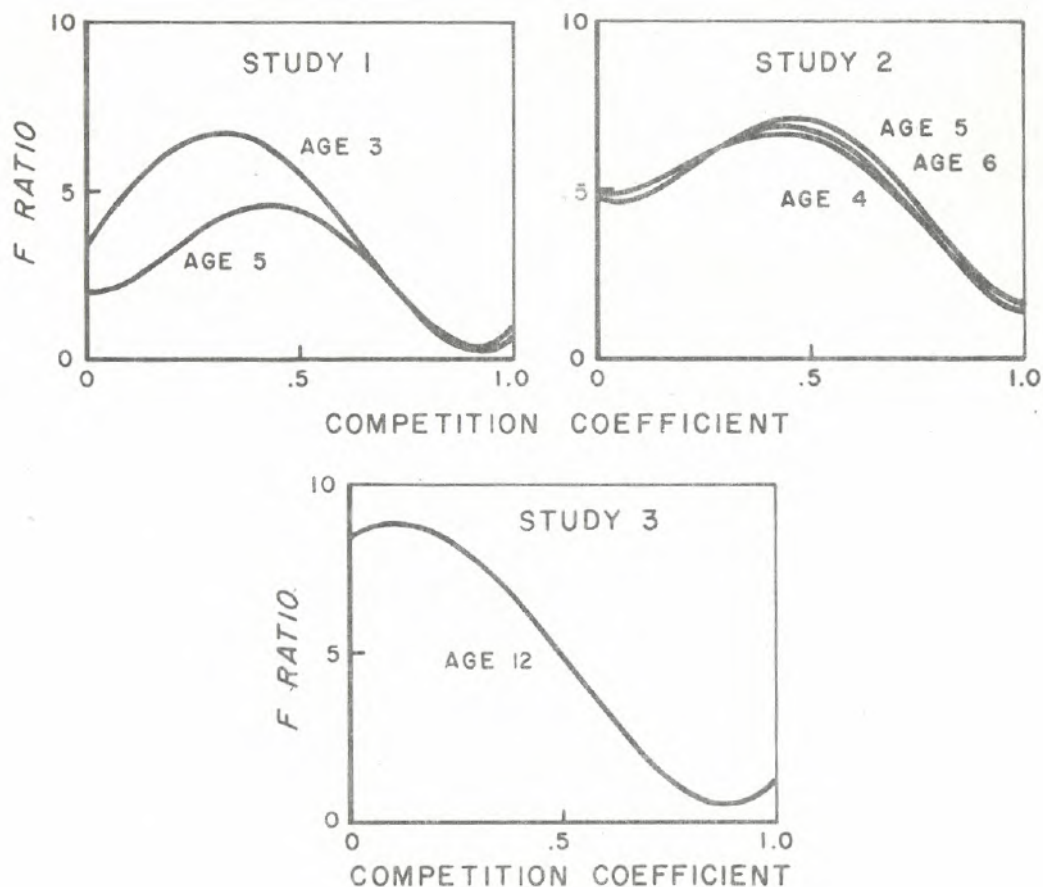 STUDY 1
F RATIO
10
5
0
AGE 3
AGE 5
0 .5 1.0
STUDY 2
10
5
0
AGE 5
AGE 6
AGE 4
0 .5 1.0
COMPETITION COEFFICIENT
STUDY 3
F RATIO.
10
5
0
AGE 12
0 .5 1.0
COMPETITION COEFFICIENT